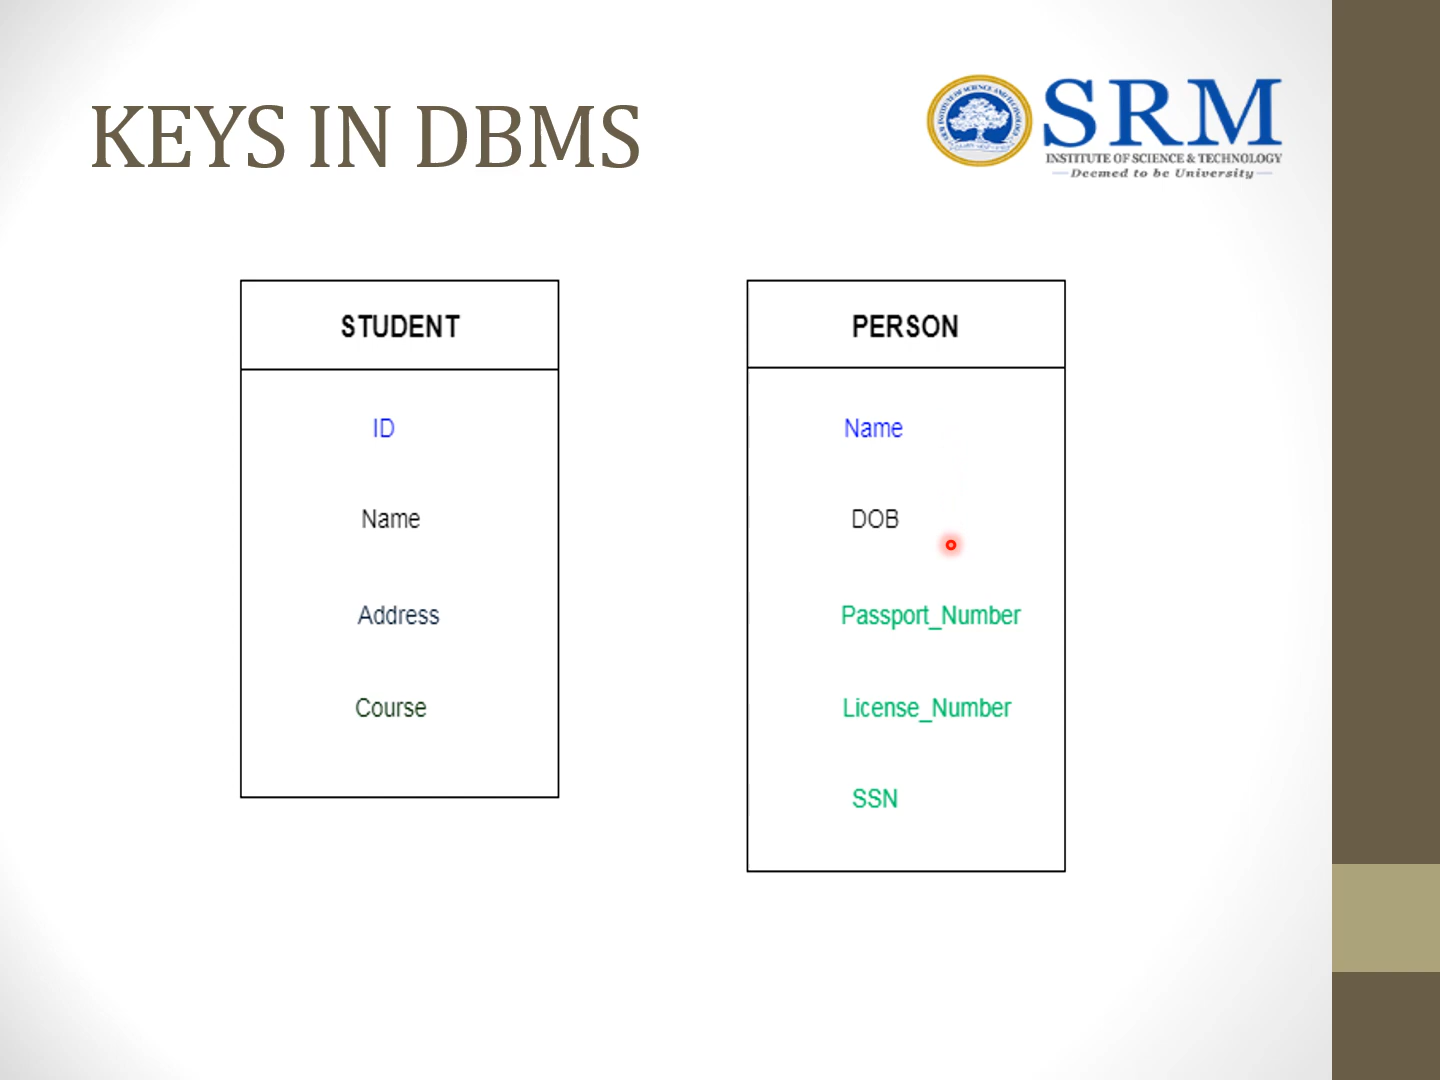 KEYS IN DBMS
SRM
INSTITUTE OF SCIENCE & TECHNOLOGY
Deemed to be University
STUDENT
ID
Name
Address
Course
PERSON
Name
DOB
Passport_Number
License_Number
SSN